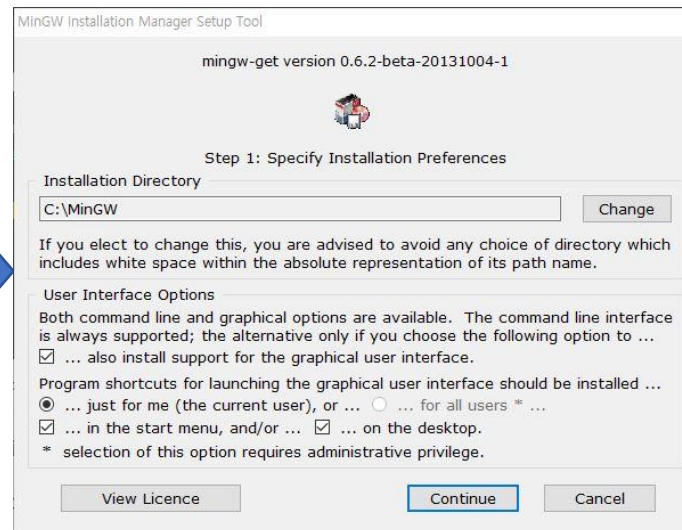 MinGW Installation Manager Setup Tool
mingw-get version 0.6.2-beta-20131004-1
Step 1: Specify Installation Preferences
Installation Directory
C:\MinGW
Change
If you elect to change this, you are advised to avoid any choice of directory which
includes white space within the absolute representation of its path name.
User Interface Options
Both command line and graphical options are available. The command line interface
is always supported; the alternative only if you choose the following option to ...
... also install support for the graphical user interface.
Program shortcuts for launching the graphical user interface should be installed ...
... just for me (the current user), or ... ... for all users * ...
... in the start menu, and/or ... ... on the desktop.
* selection of this option requires administrative privilege.
View Licence Continue Cancel